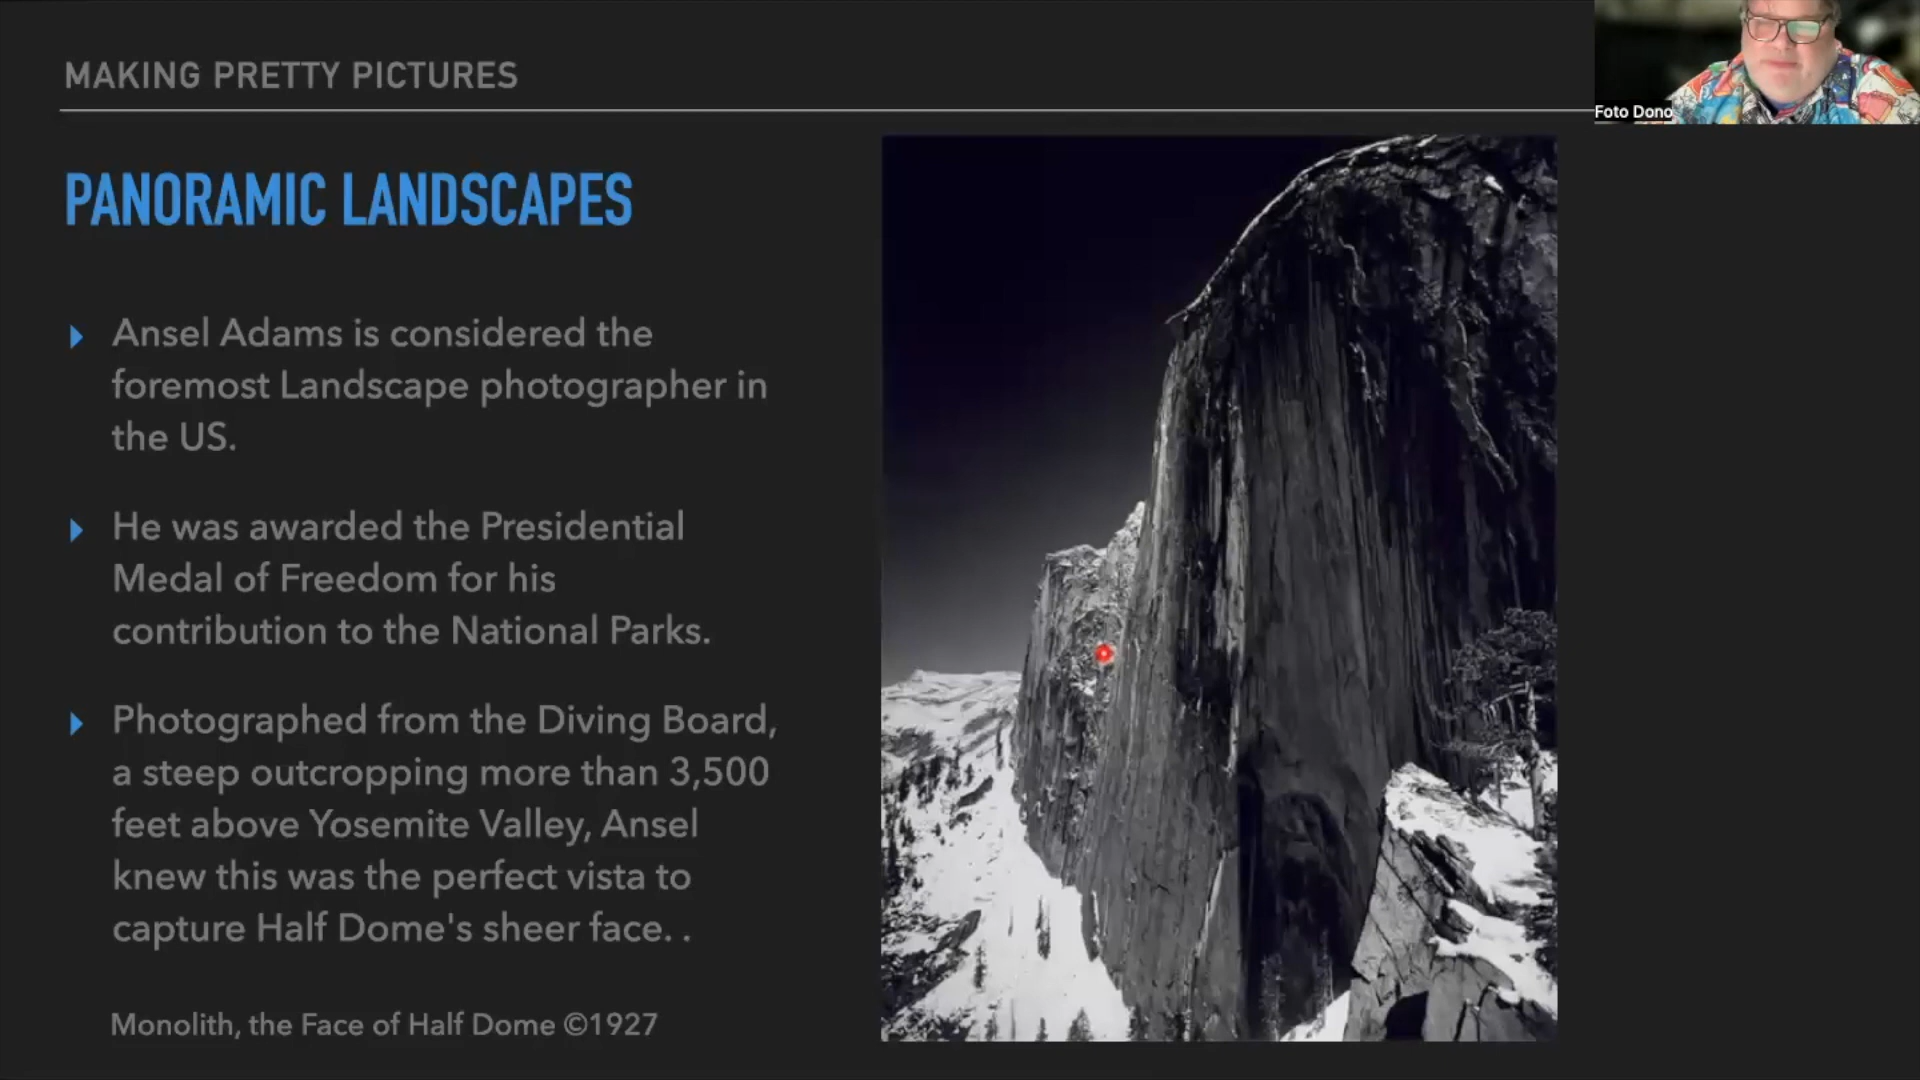 MAKING PRETTY PICTURES
Foto Dono
PANORAMIC LANDSCAPES
Ansel Adams is considered the
foremost Landscape photographer in
the US.
He was awarded the Presidential
Medal of Freedom for his
contribution to the National Parks.
Photographed from the Diving Board,
a steep outcropping more than 3,500
feet above Yosemite Valley, Ansel
knew this was the perfect vista to
capture Half Dome's sheer face. .
Monolith, the Face of Half Dome ©1927